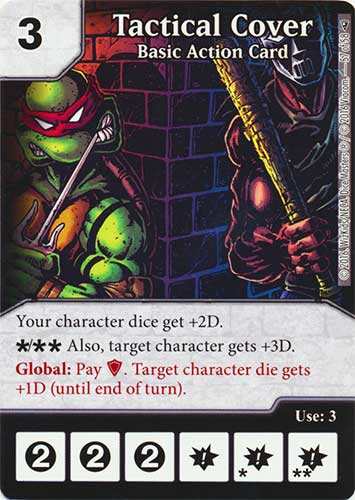 3
Tactical Cover
Basic Action Card
Your character dice get +2D.
*/** Also, target character gets +3D.
Global: Pay . Target character die gets
+1D (until end of turn).
Use: 3
2 2 2 ! ! !
* **